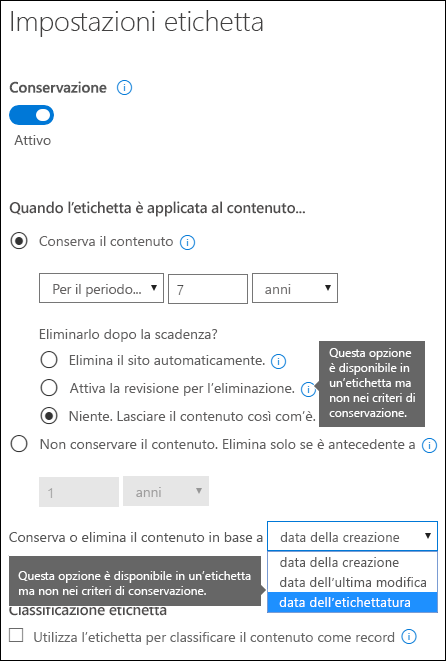 Impostazioni etichetta
Conservazione
Attivo
Quando l'etichetta è applicata al contenuto...
Conserva il contenuto
Per il periodo... 7 anni
Eliminarlo dopo la scadenza?
Elimina il sito automaticamente.
Attiva la revisione per l'eliminazione.
Niente. Lasciare il contenuto così com'è.
Questa opzione
è disponibile in
un'etichetta ma
non nei criteri di
conservazione.
Non conservare il contenuto. Elimina solo se è antecedente a
1 anni
Conserva o elimina il contenuto in base a data della creazione
data della creazione
data dell'ultima modifica
data dell'etichettatura
Questa opzione è disponibile in un'etichetta
ma non nei criteri di conservazione.
Classificazione etichetta
Utilizza l'etichetta per classificare il contenuto come record